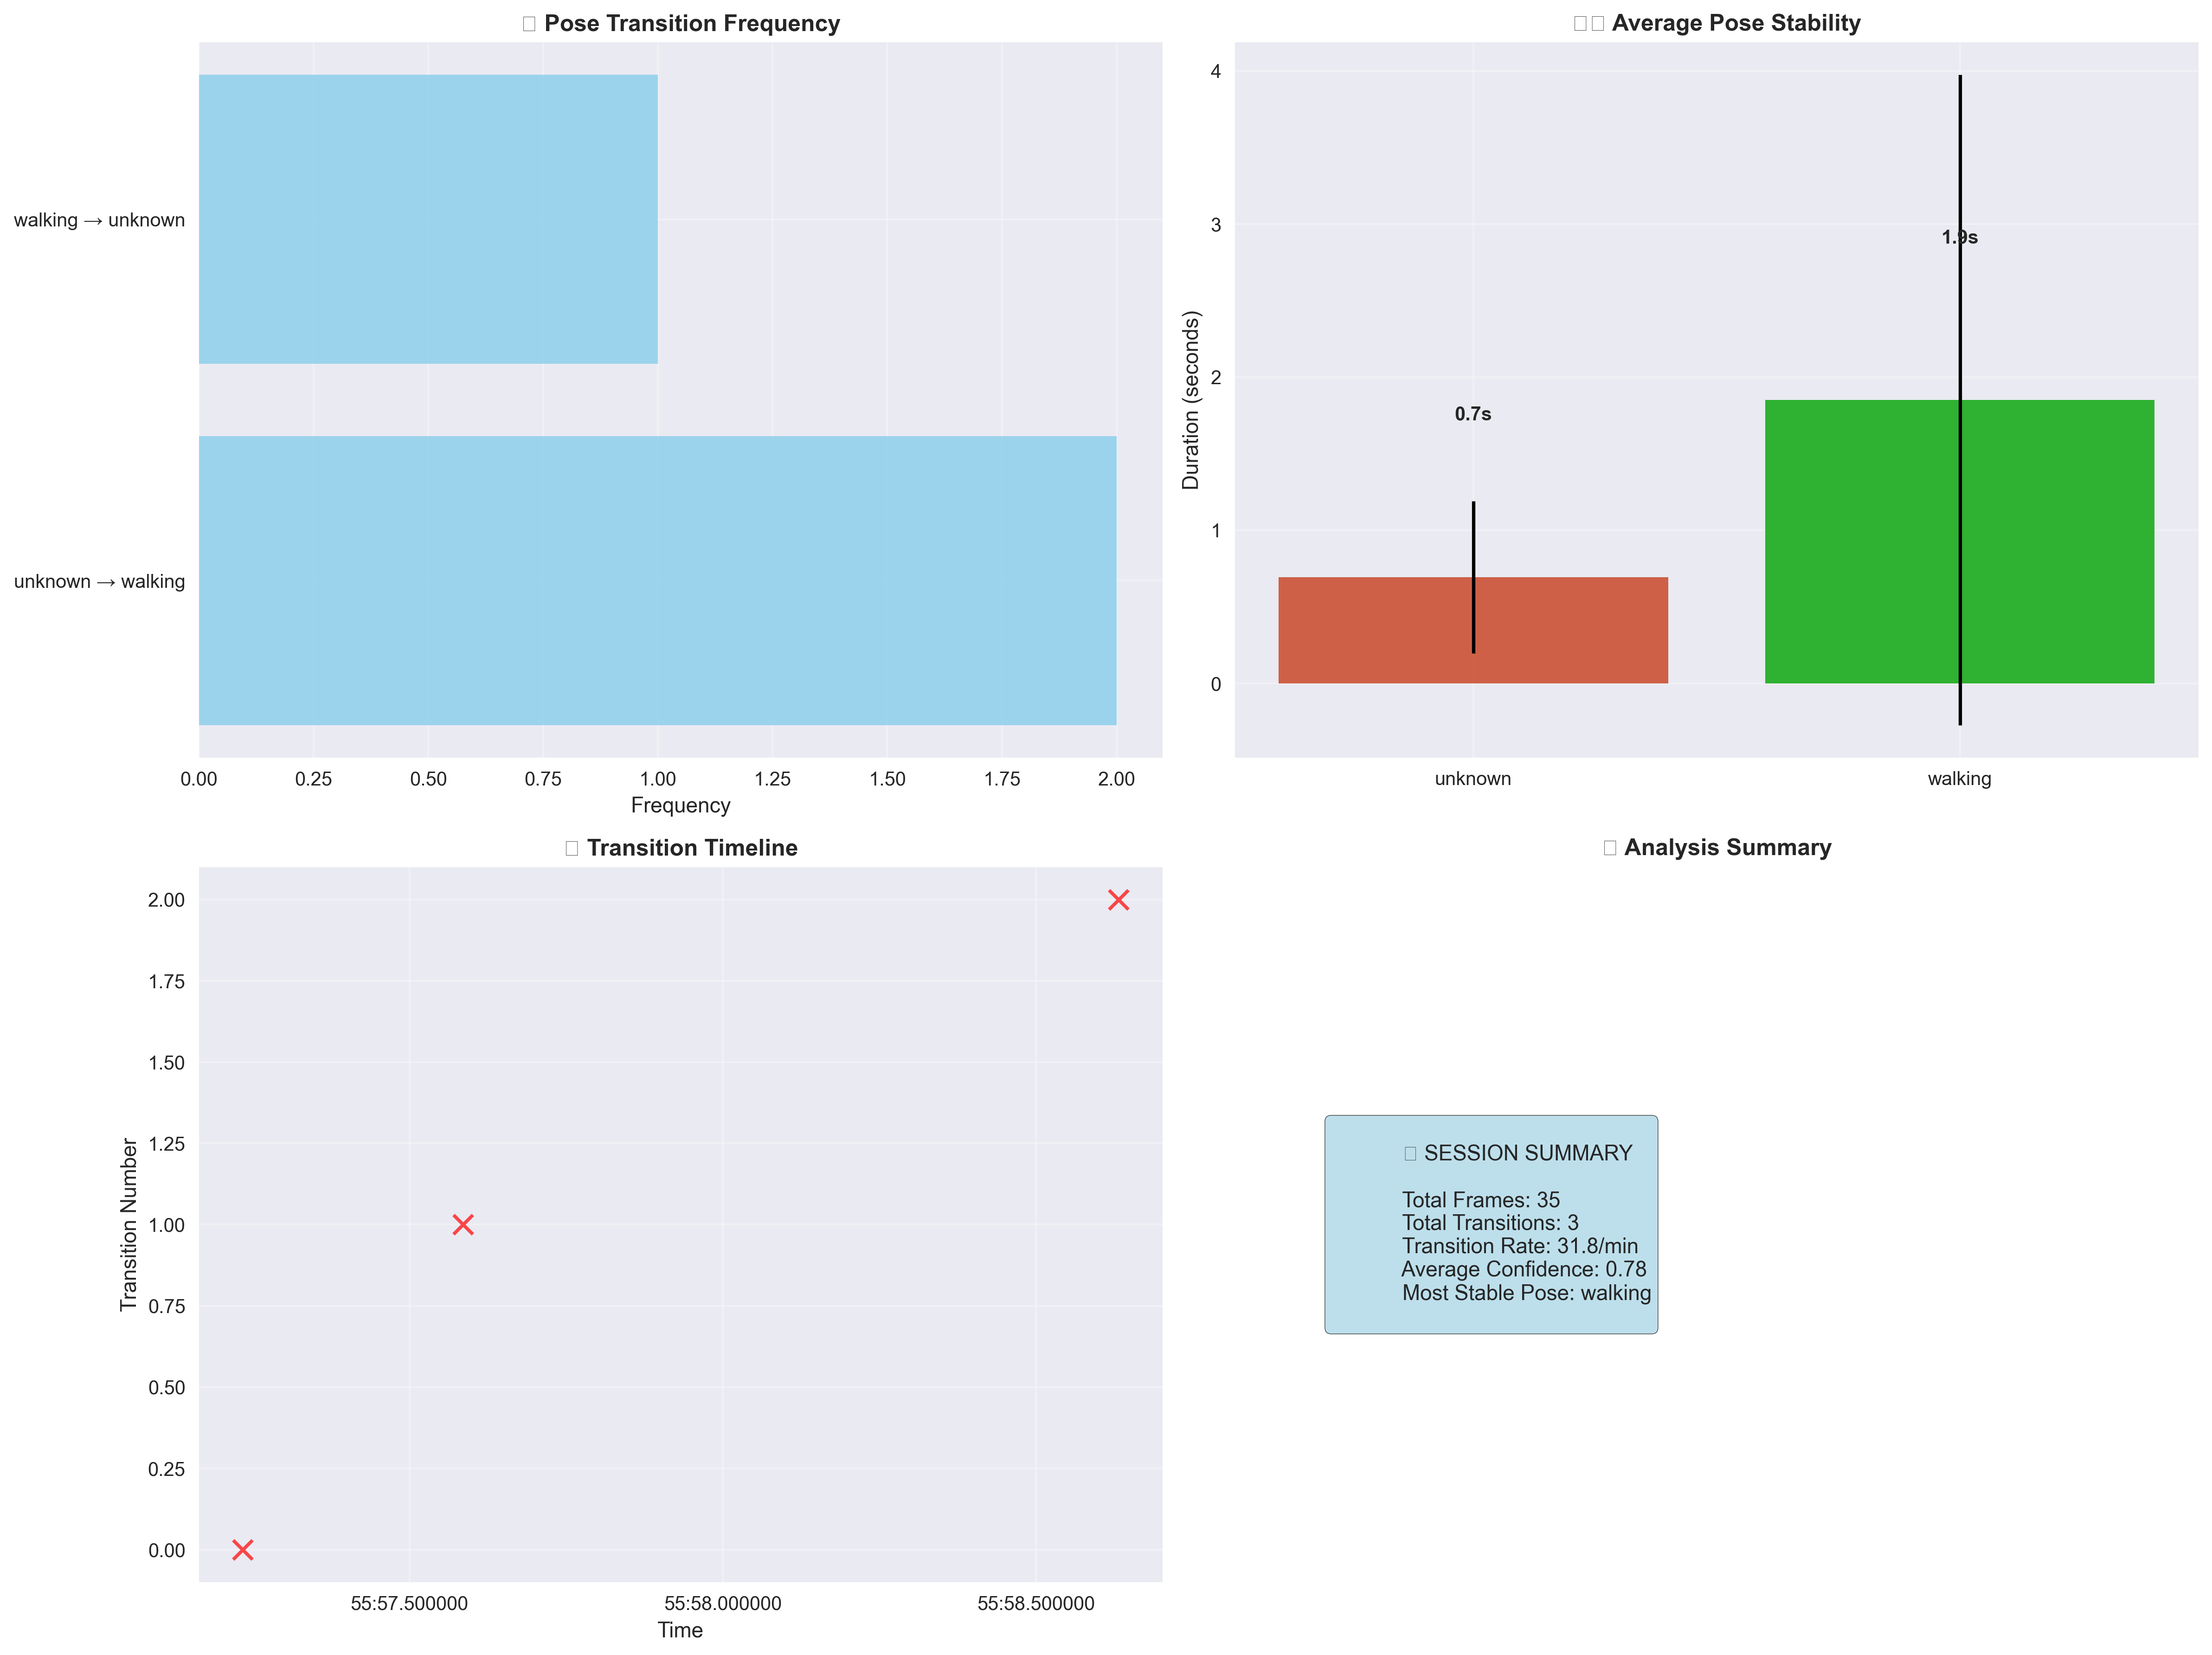 Pose Transition Frequency
walking → unknown
unknown → walking
0.00 0.25 0.50 0.75 1.00 1.25 1.50 1.75 2.00
Frequency
Average Pose Stability
4
3
2
1
0
Duration (seconds)
0.7s
1.9s
unknown walking
Transition Timeline
2.00
1.75
1.50
1.25
1.00
0.75
0.50
0.25
0.00
Transition Number
55:57.500000 55:58.000000 55:58.500000
Time
Analysis Summary
SESSION SUMMARY
Total Frames: 35
Total Transitions: 3
Transition Rate: 31.8/min
Average Confidence: 0.78
Most Stable Pose: walking